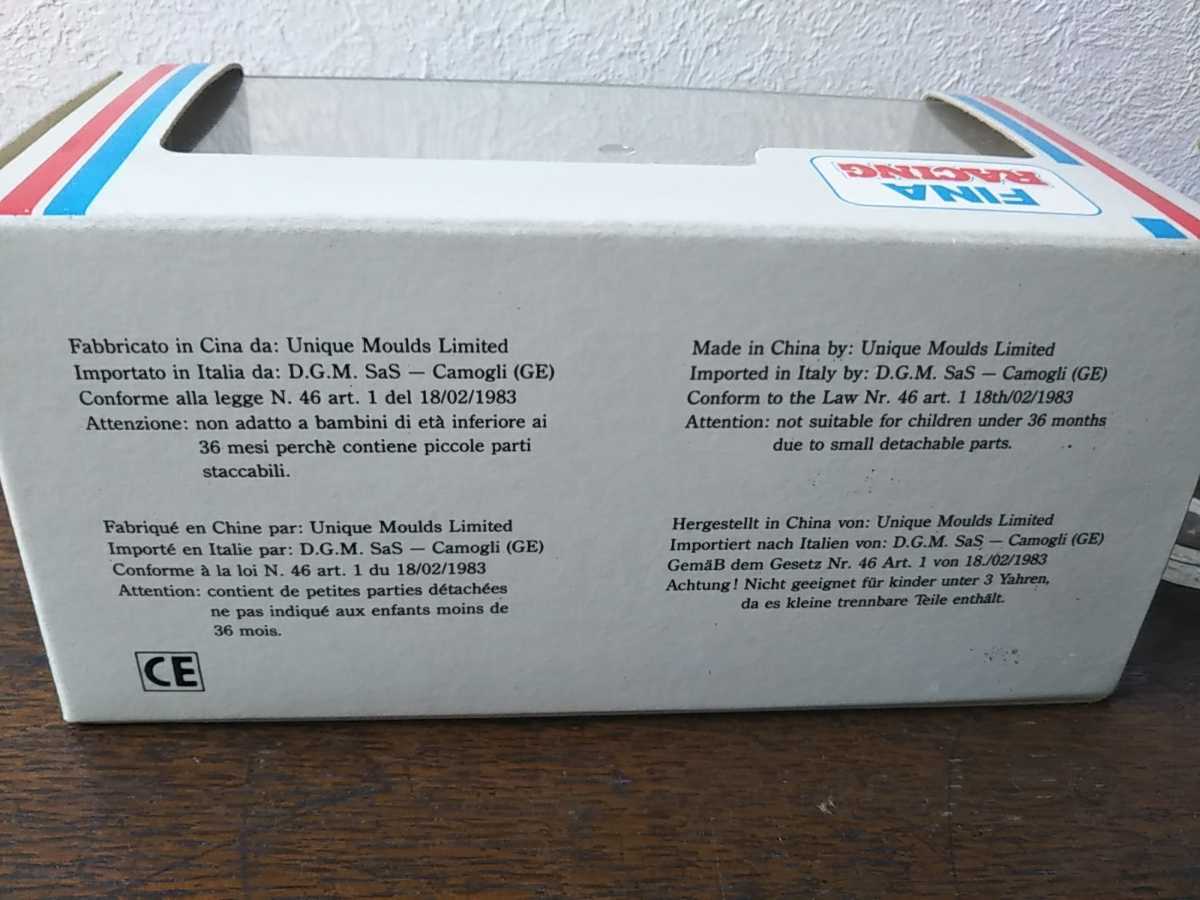 FINA
RACING
Fabbricato in Cina da: Unique Moulds Limited
Importato in Italia da: D.G.M. SaS — Camogli (GE)
Conforme alla legge N. 46 art. 1 del 18/02/1983
Attenzione: non adatto a bambini di età inferiore ai
36 mesi perchè contiene piccole parti
staccabili.
Made in China by: Unique Moulds Limited
Imported in Italy by: D.G.M. SaS — Camogli (GE)
Conform to the Law Nr. 46 art. 1 18th/02/1983
Attention: not suitable for children under 36 months
due to small detachable parts.
Fabriqué en Chine par: Unique Moulds Limited
Importé en Italie par: D.G.M. SaS — Camogli (GE)
Conforme à la loi N. 46 art. 1 du 18/02/1983
Attention: contient de petites parties détachées
ne pas indiqué aux enfants moins de
36 mois.
Hergestellt in China von: Unique Moulds Limited
Importiert nach Italien von: D.G.M. SaS — Camogli (GE)
GemäB dem Gesetz Nr. 46 Art. 1 von 18./02/1983
Achtung! Nicht geeignet für kinder unter 3 Yahren,
da es kleine trennbare Teile enthält.
CE